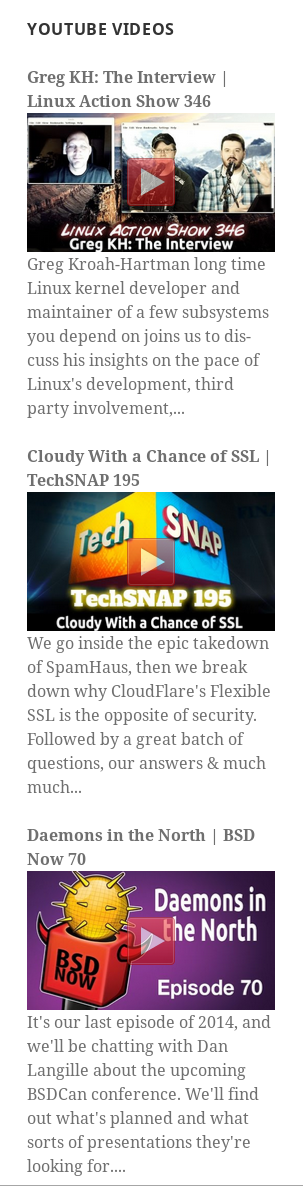 YOUTUBE VIDEOS
Greg KH: The Interview |
Linux Action Show 346
LINUX ACTION SHOW 346
Greg KH: The Interview
Greg Kroah-Hartman long time
Linux kernel developer and
maintainer of a few subsystems
you depend on joins us to dis-
cuss his insights on the pace of
Linux's development, third
party involvement,...
Cloudy With a Chance of SSL |
TechSNAP 195
Tech SNAP
TechSNAP 195
Cloudy With a Chance of SSL
We go inside the epic takedown
of SpamHaus, then we break
down why CloudFlare's Flexible
SSL is the opposite of security.
Followed by a great batch of
questions, our answers & much
much...
Daemons in the North | BSD
Now 70
Daemons in
the North
BSD
NOW
Episode 70
It's our last episode of 2014, and
we'll be chatting with Dan
Langille about the upcoming
BSDCan conference. We'll find
out what's planned and what
sorts of presentations they're
looking for....